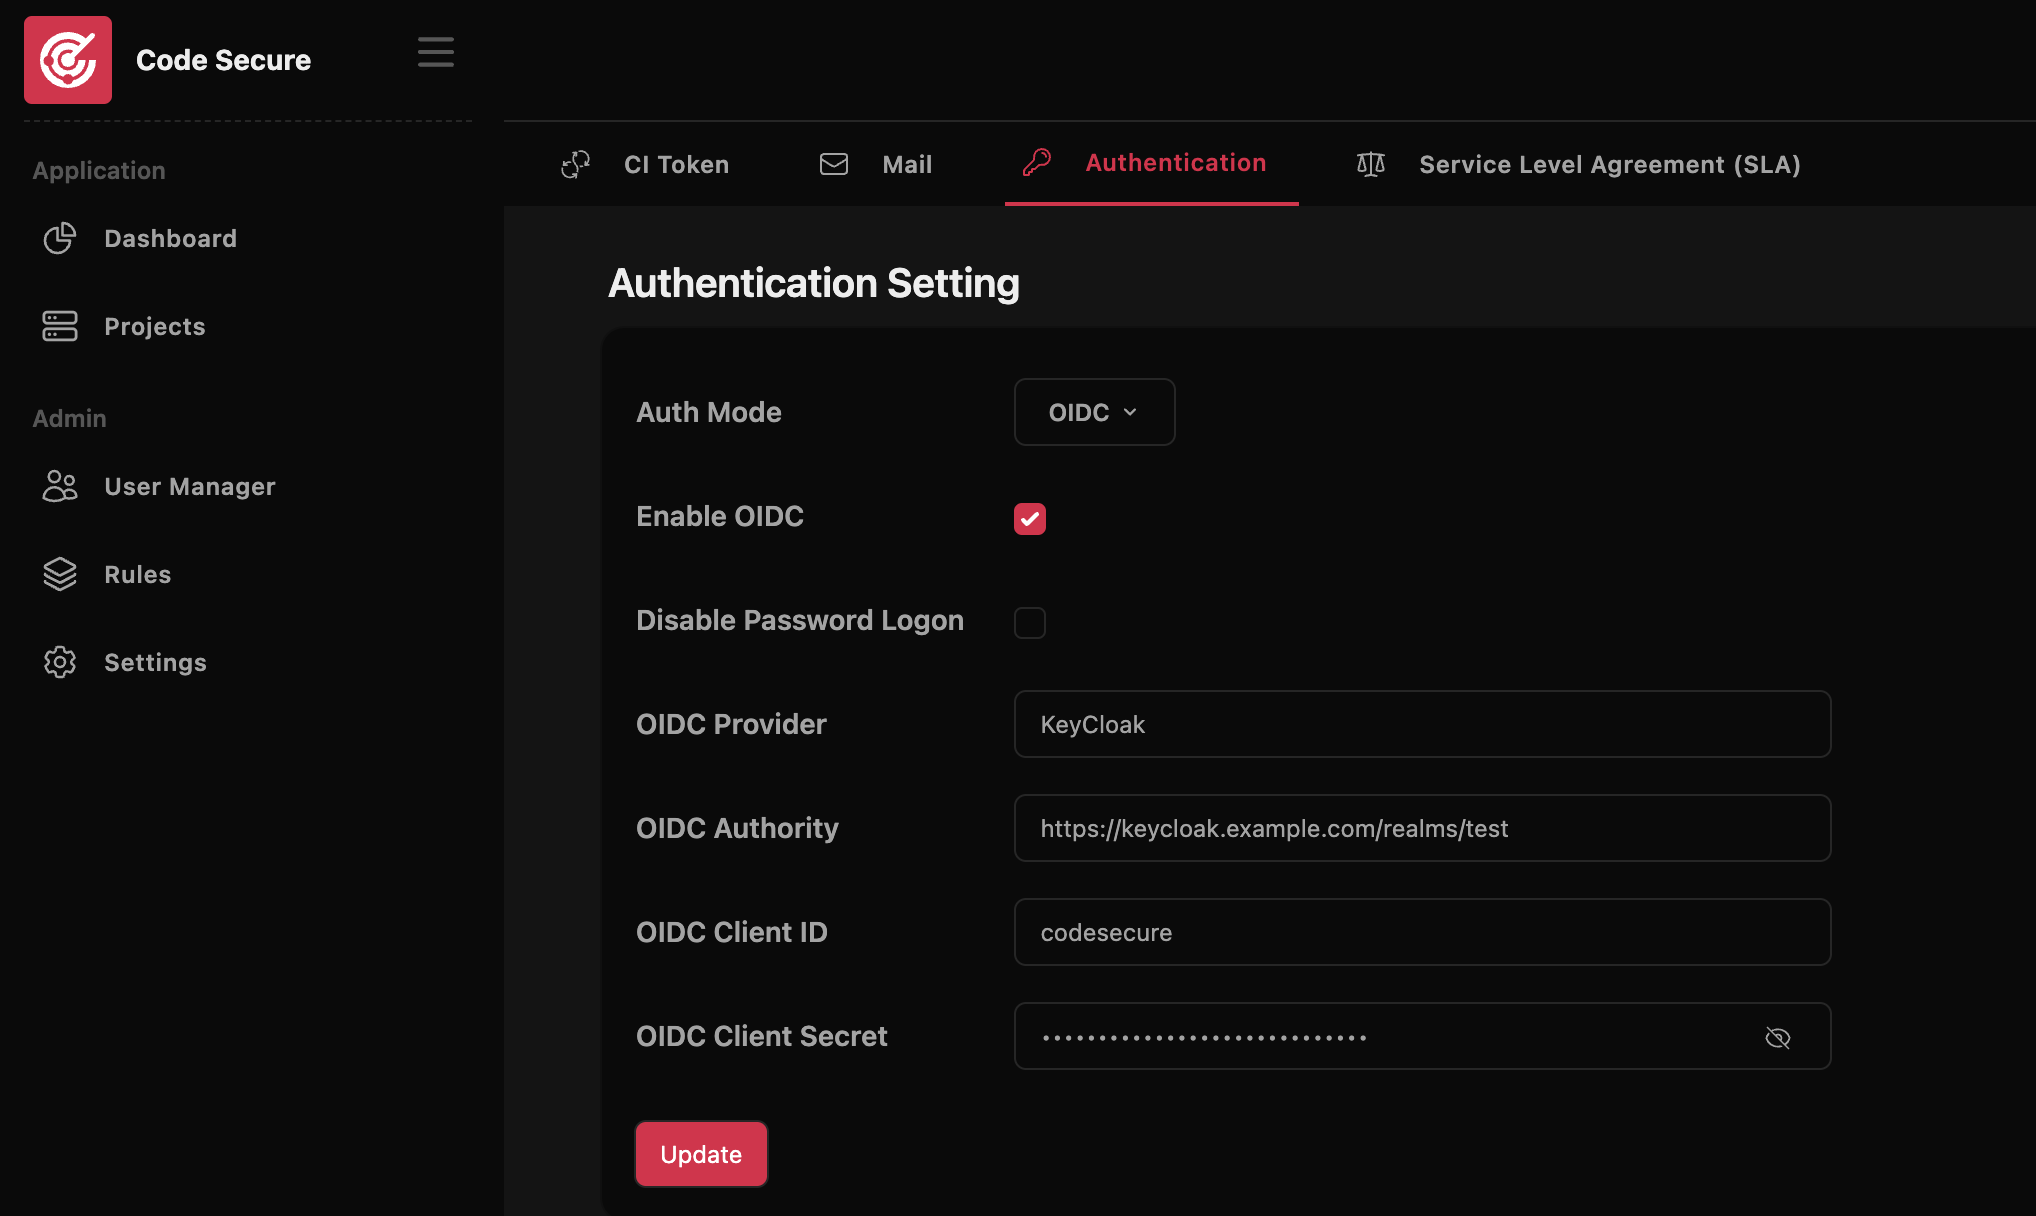 Code Secure
Application
Dashboard
Projects
Admin
User Manager
Rules
Settings
CI Token
Mail
Authentication
Service Level Agreement (SLA)
Authentication Setting
Auth Mode
OIDC
Enable OIDC
Disable Password Logon
OIDC Provider
KeyCloak
OIDC Authority
https://keycloak.example.com/realms/test
OIDC Client ID
codesecure
OIDC Client Secret
•••••••••••••••••••••••••••••
Update